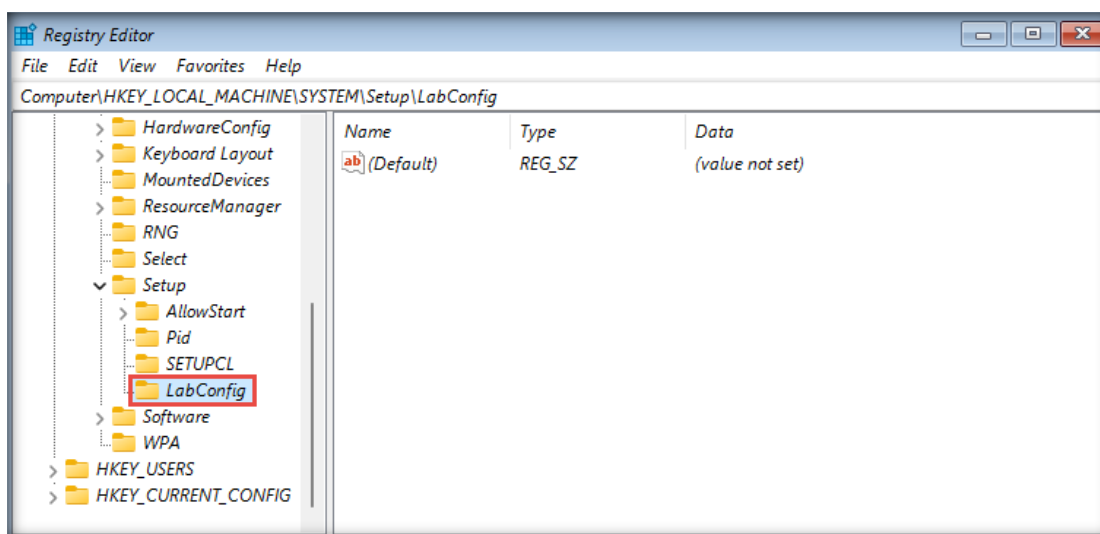 Registry Editor
File Edit View Favorites Help
Computer\HKEY_LOCAL_MACHINE\SYSTEM\Setup\LabConfig
HardwareConfig
Keyboard Layout
MountedDevices
ResourceManager
RNG
Select
Setup
AllowStart
Pid
SETUPCL
LabConfig
Software
WPA
HKEY_USERS
HKEY_CURRENT_CONFIG
Name Type Data
ab (Default) REG_SZ (value not set)